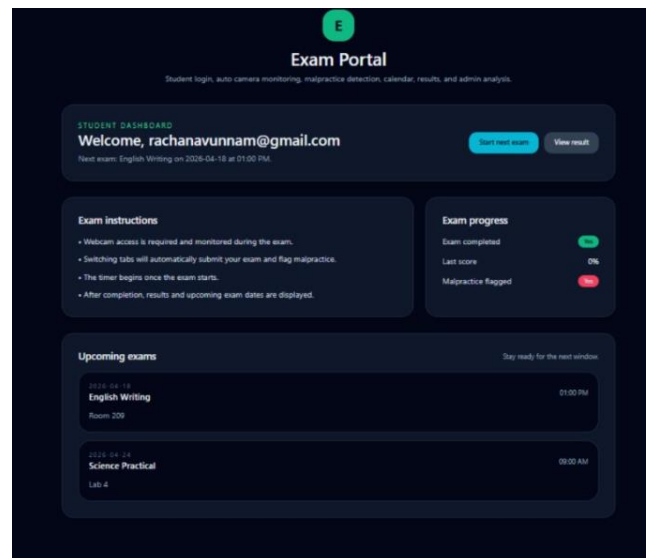 E
Exam Portal
Student login, auto camera monitoring, malpractice detection, calendar, results, and admin analysis.
STUDENT DASHBOARD
Welcome, rachanavunnam@gmail.com
Next exam: English Writing on 2026-04-18 at 01:00 PM.
Start next exam
View result
Exam instructions
• Webcam access is required and monitored during the exam.
• Switching tabs will automatically submit your exam and flag malpractice.
• The timer begins once the exam starts.
• After completion, results and upcoming exam dates are displayed.
Exam progress
Exam completed Yes
Last score 0%
Malpractice flagged Yes
Upcoming exams
Stay ready for the next window.
2026-04-18
English Writing
01:00 PM
Room 209
2026-04-24
Science Practical
09:00 AM
Lab 4